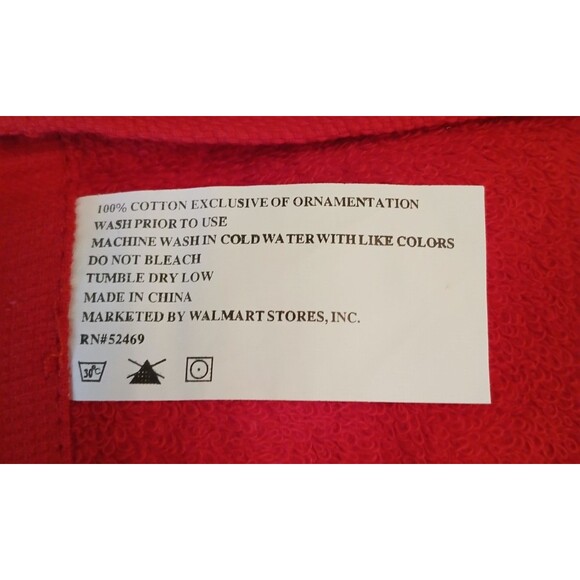 100% COTTON EXCLUSIVE OF ORNAMENTATION
WASH PRIOR TO USE
MACHINE WASH IN COLD WATER WITH LIKE COLORS
DO NOT BLEACH
TUMBLE DRY LOW
MADE IN CHINA
MARKETED BY WALMART STORES, INC.
RN#52469
30°C